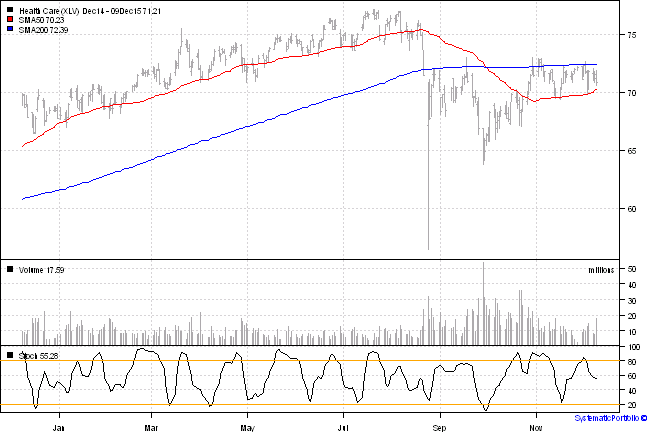 Health Care (XLV) Dec14 - 09Dec15 71.21
SMA50 70.23
SMA200 72.39
75
70
65
60
Volume 17.59
millions
50
40
30
20
10
Stoch 55.28
100
80
60
40
20
Jan Mar May Jul Sep Nov
SystematicPortfolio ©